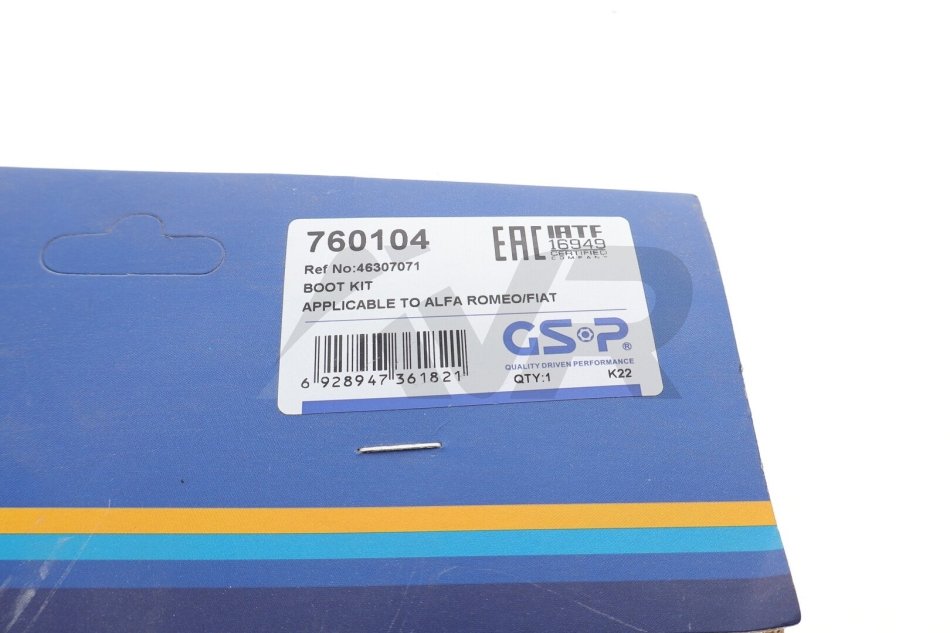 760104
EAC IATF
16949
CERTIFIED
COMPANY
Ref No:46307071
BOOT KIT
APPLICABLE TO ALFA ROMEO/FIAT
GSP®
QUALITY DRIVEN PERFORMANCE
6 928947 361821
QTY:1 K22